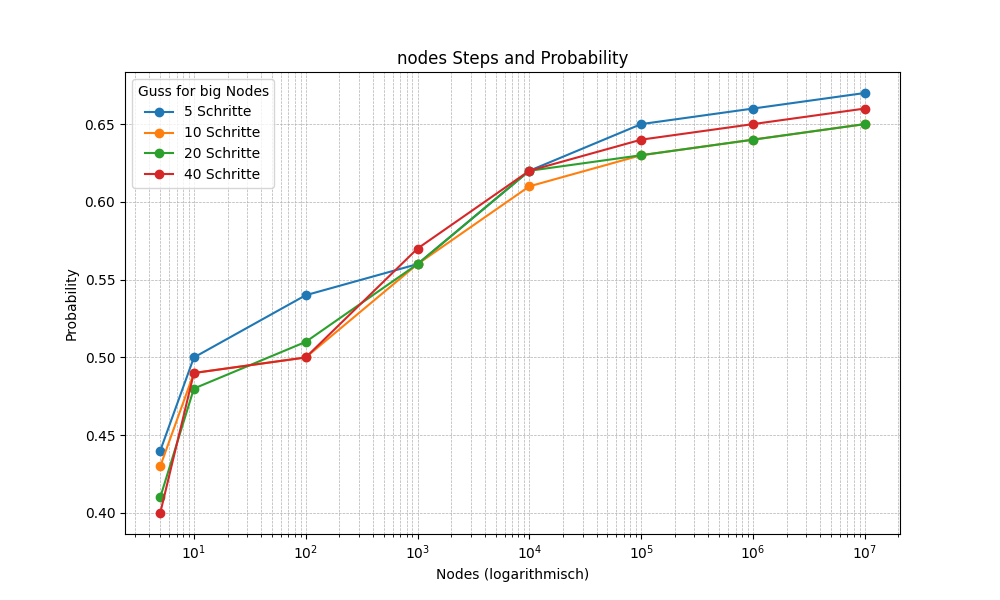 nodes Steps and Probability
Guss for big Nodes
5 Schritte
10 Schritte
20 Schritte
40 Schritte
Probability
0.65
0.60
0.55
0.50
0.45
0.40
10¹ 10² 10³ 10⁴ 10⁵ 10⁶ 10⁷
Nodes (logarithmisch)